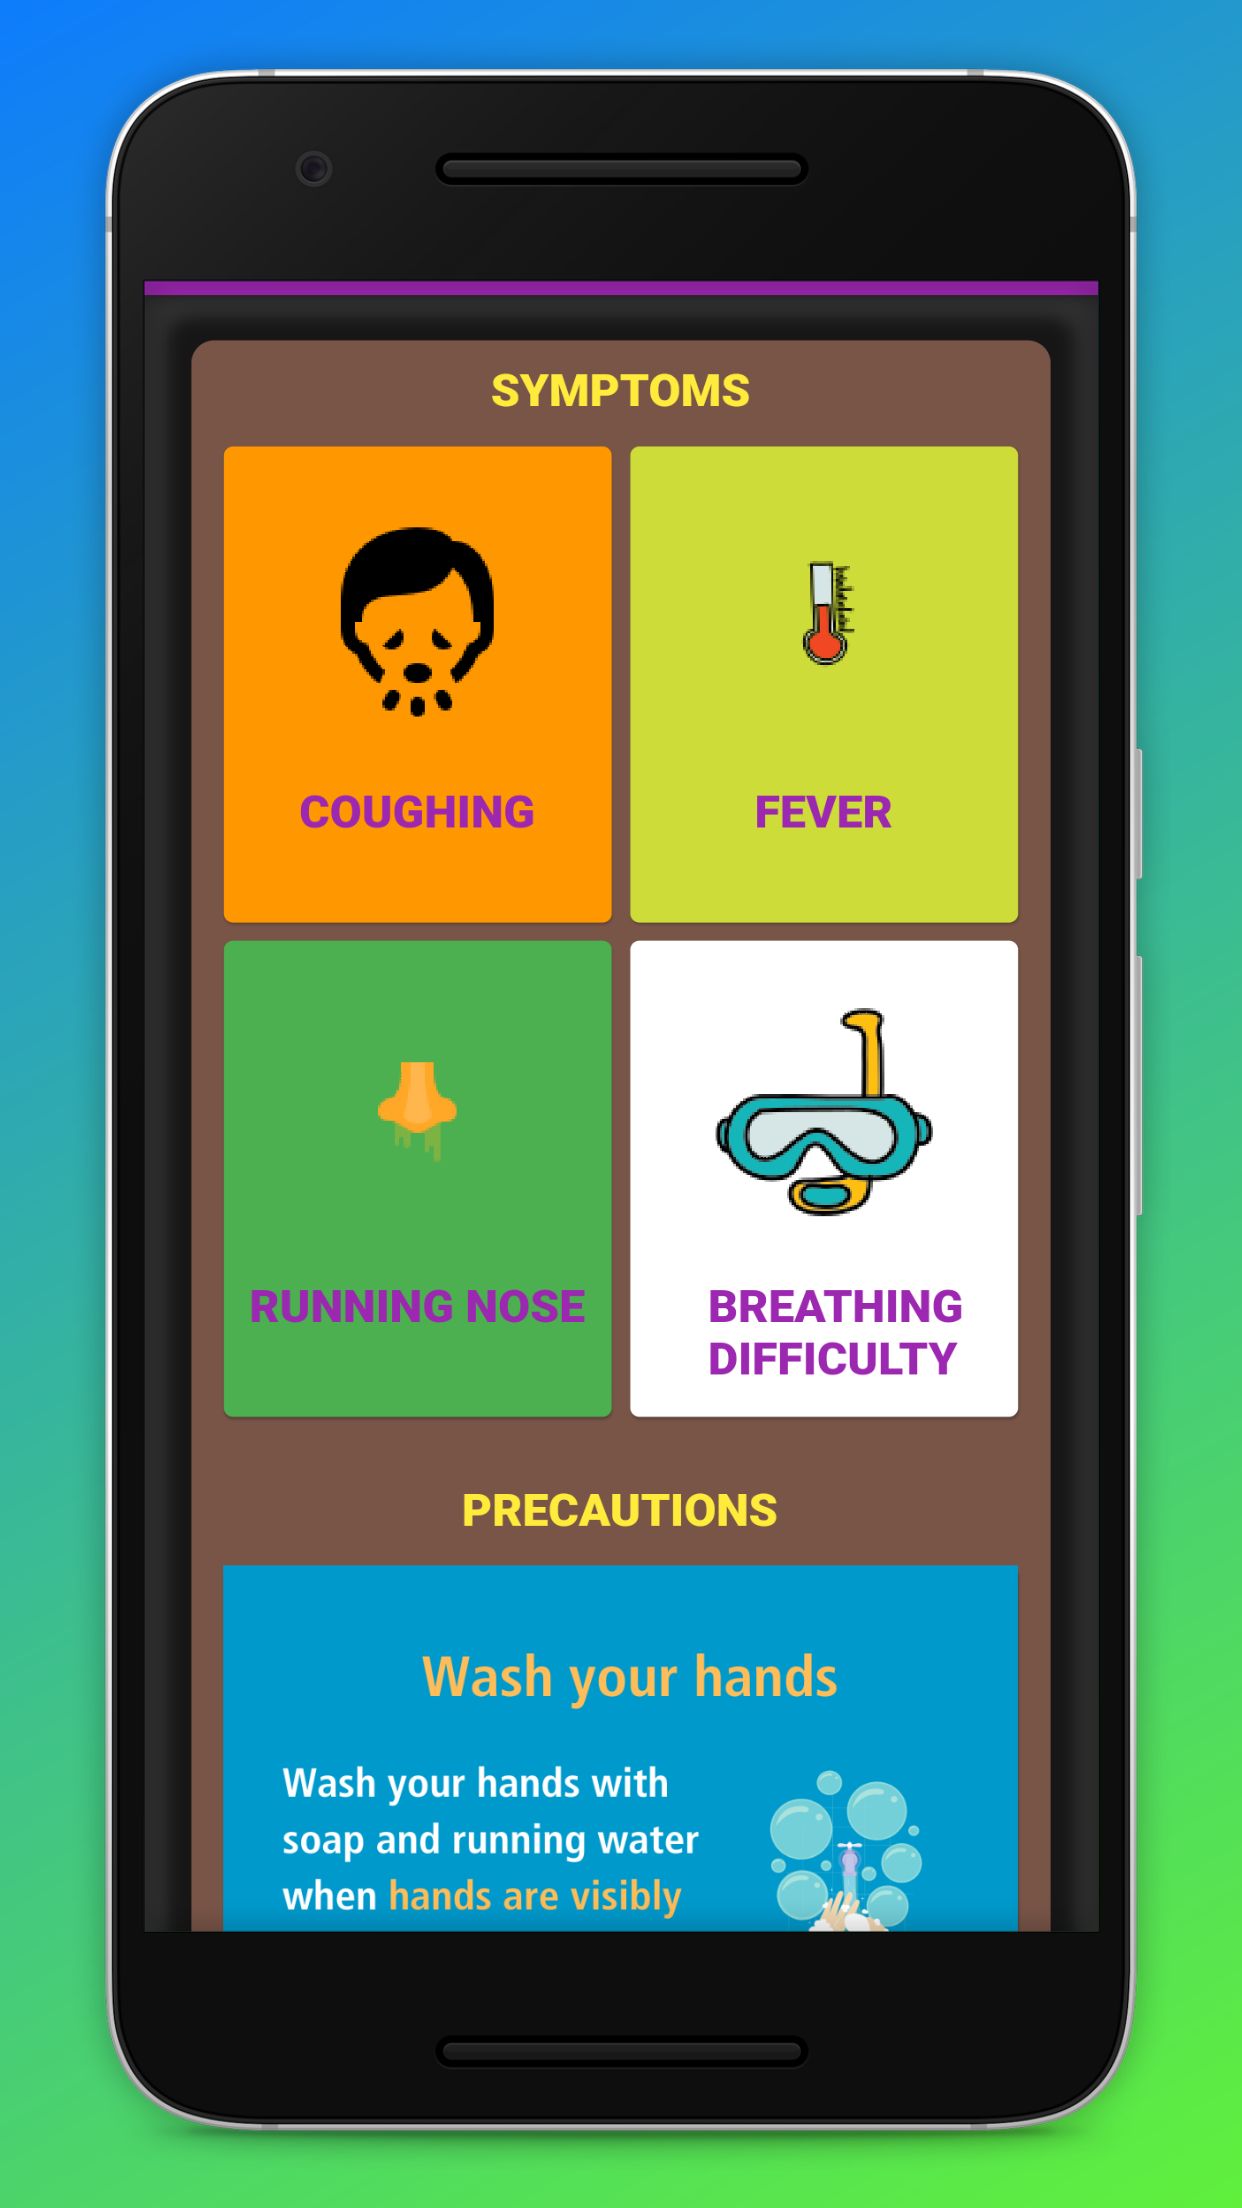 SYMPTOMS
COUGHING
FEVER
RUNNING NOSE
BREATHING
DIFFICULTY
PRECAUTIONS
Wash your hands
Wash your hands with
soap and running water
when hands are visibly